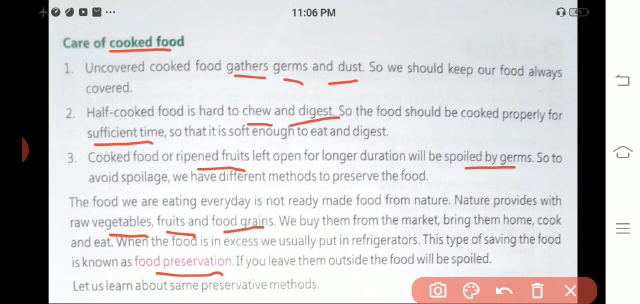 11:06 PM
Care of cooked food
1. Uncovered cooked food gathers germs and dust. So we should keep our food always
covered.
2. Half-cooked food is hard to chew and digest. So the food should be cooked properly for
sufficient time, so that it is soft enough to eat and digest.
3. Cooked food or ripened fruits left open for longer duration will be spoiled by germs. So to
avoid spoilage, we have different methods to preserve the food.
The food we are eating everyday is not ready made food from nature. Nature provides with
raw vegetables, fruits and food grains. We buy them from the market, bring them home, cook
and eat. When the food is in excess we usually put in refrigerators. This type of saving the food
is known as food preservation. If you leave them outside the food will be spoiled.
Let us learn about same preservative methods.